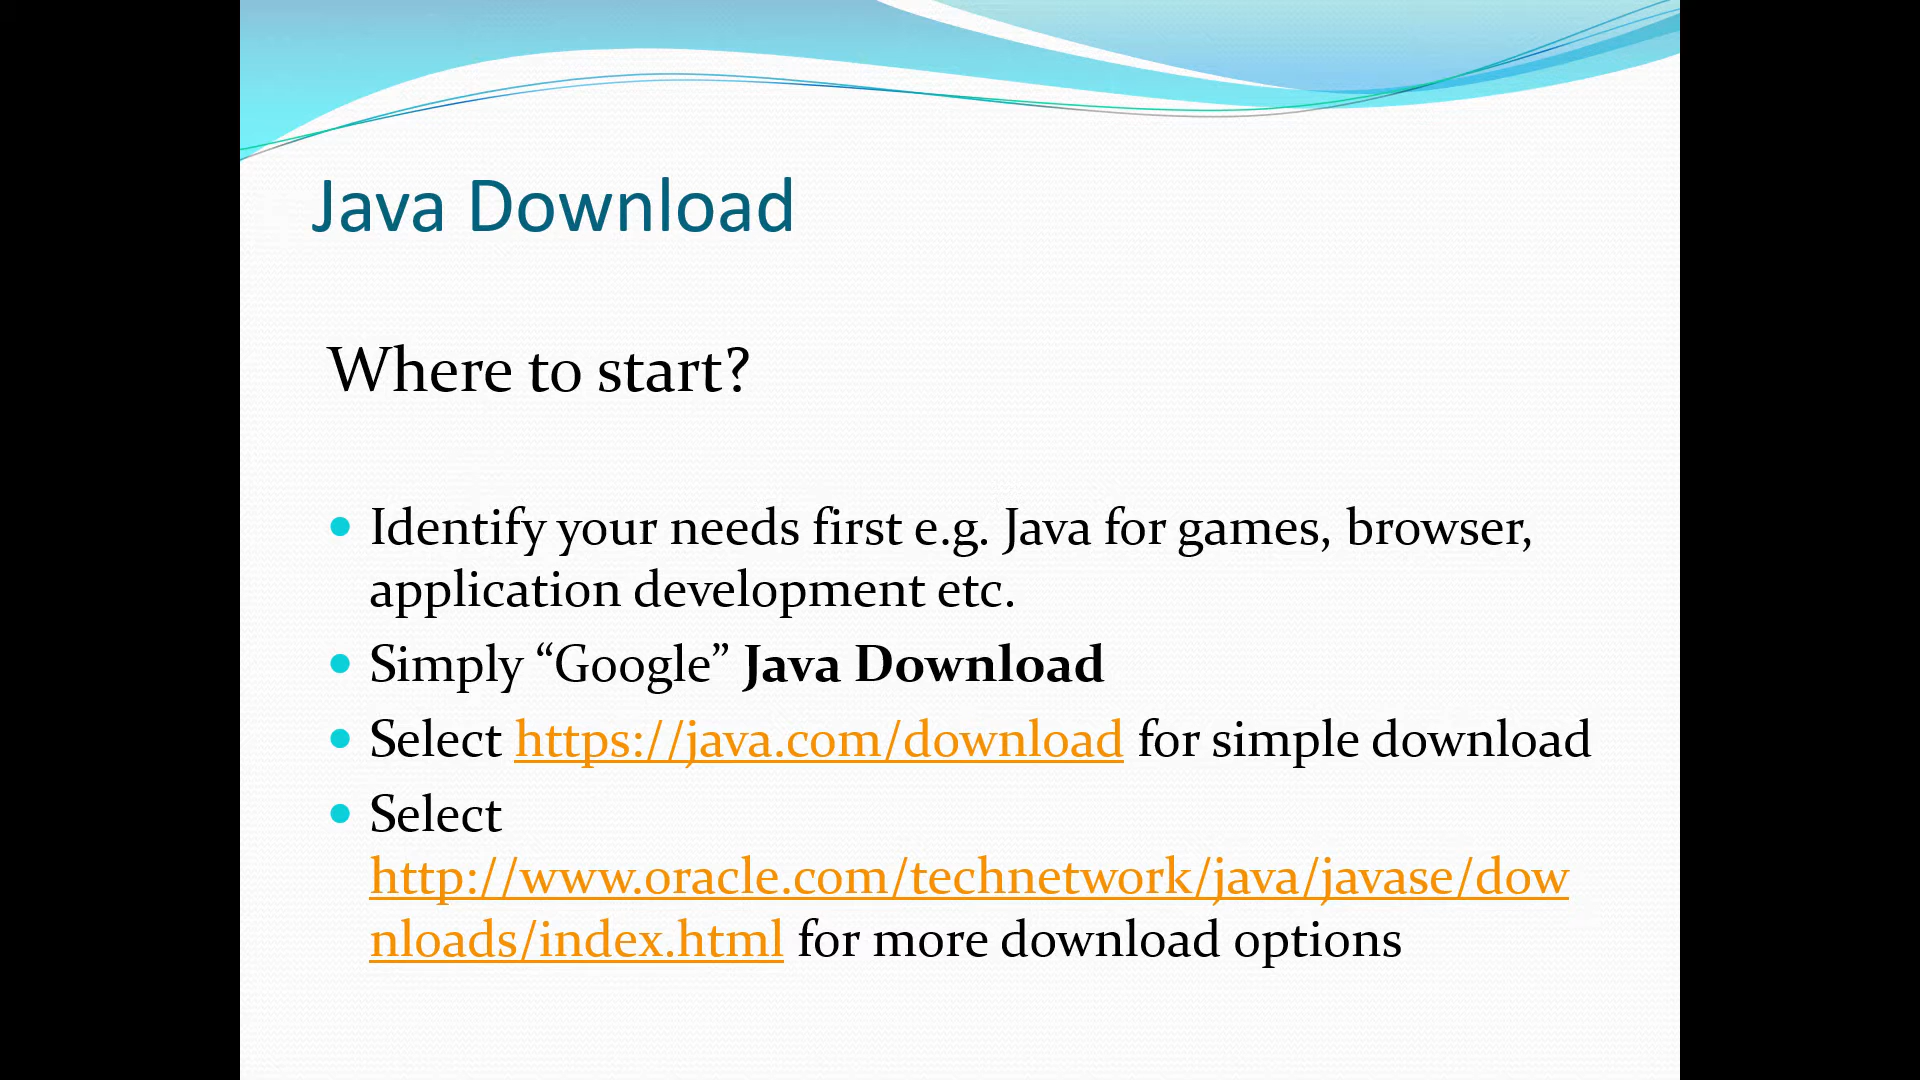 Java Download
Where to start?
Identify your needs first e.g. Java for games, browser,
application development etc.
Simply “Google” Java Download
Select https://java.com/download for simple download
Select
http://www.oracle.com/technetwork/java/javase/dow
nloads/index.html for more download options